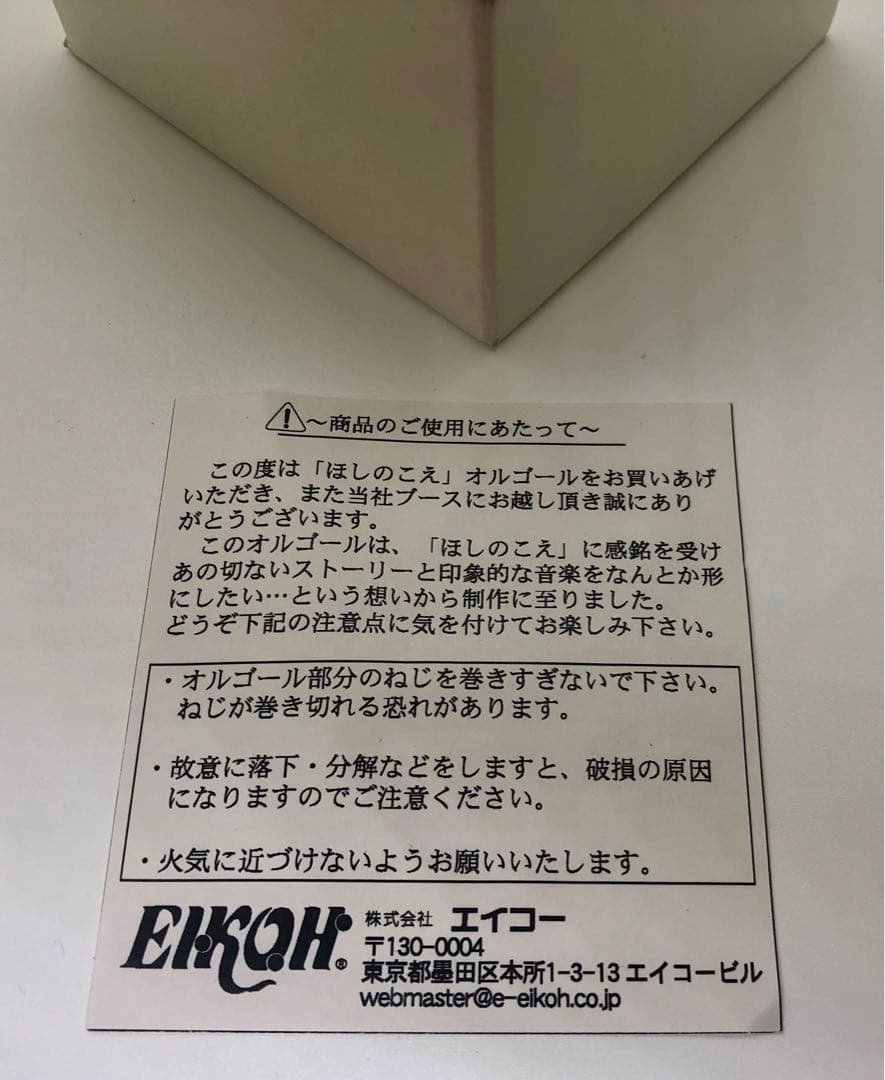 ⚠～商品のご使用にあたって～
この度は「ほしのこえ」オルゴールをお買いあげ
いただき、また当社ブースにお越し頂き誠にあり
がとうございます。
このオルゴールは、「ほしのこえ」に感銘を受け
あの切ないストーリーと印象的な音楽をなんとか形
にしたい…という想いから制作に至りました。
どうぞ下記の注意点に気を付けてお楽しみ下さい。
・オルゴール部分のねじを巻きすぎないで下さい。
ねじが巻き切れる恐れがあります。
・故意に落下・分解などをしますと、破損の原因
になりますのでご注意ください。
・火気に近づけないようお願いいたします。
EIKOH® 株式会社 エイコー
〒130-0004
東京都墨田区本所1-3-13 エイコービル
webmaster@e-eikoh.co.jp